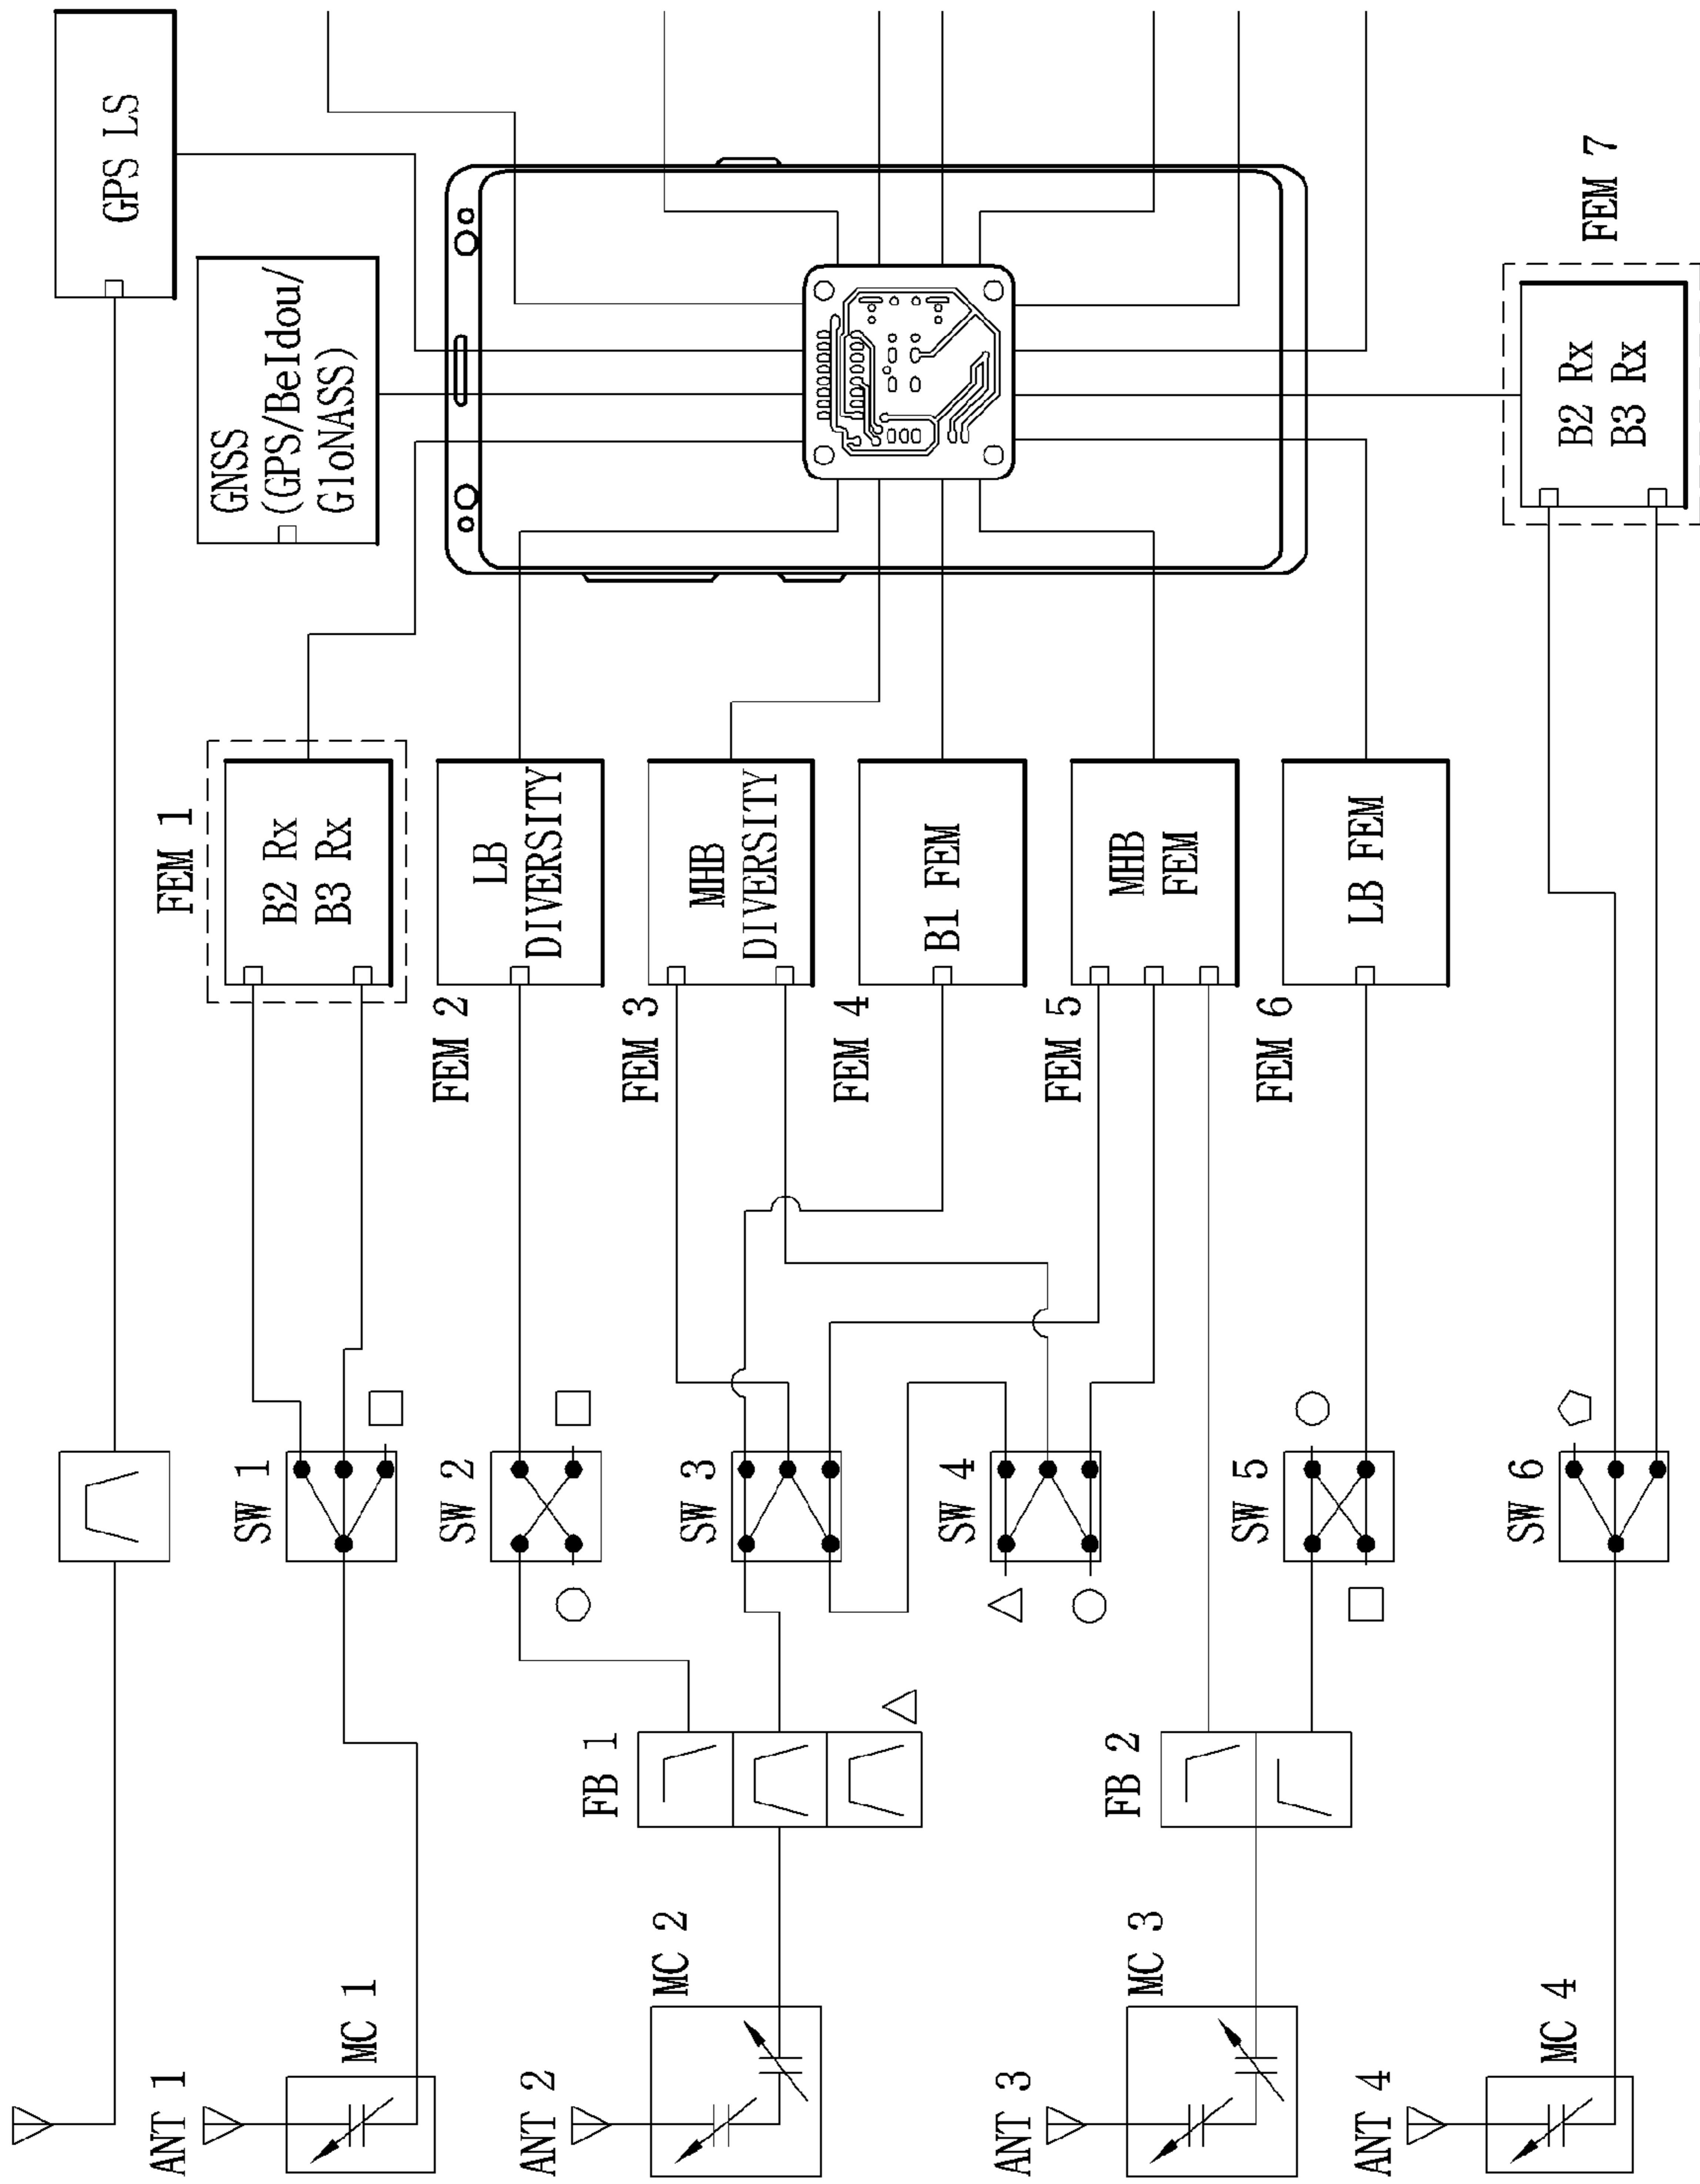 GPS LS
GNSS
(GPS/BeIdou/
GloNASS)
FEM 1
B2 Rx
B3 Rx
FEM 2
LB
DIVERSITY
FEM 3
MHB
DIVERSITY
FEM 4
B1 FEM
FEM 5
MHB
FEM
FEM 6
LB FEM
FEM 7
B2 Rx
B3 Rx
SW 1
SW 2
SW 3
SW 4
SW 5
SW 6
FB 1
FB 2
MC 1
MC 2
MC 3
MC 4
ANT 1
ANT 2
ANT 3
ANT 4